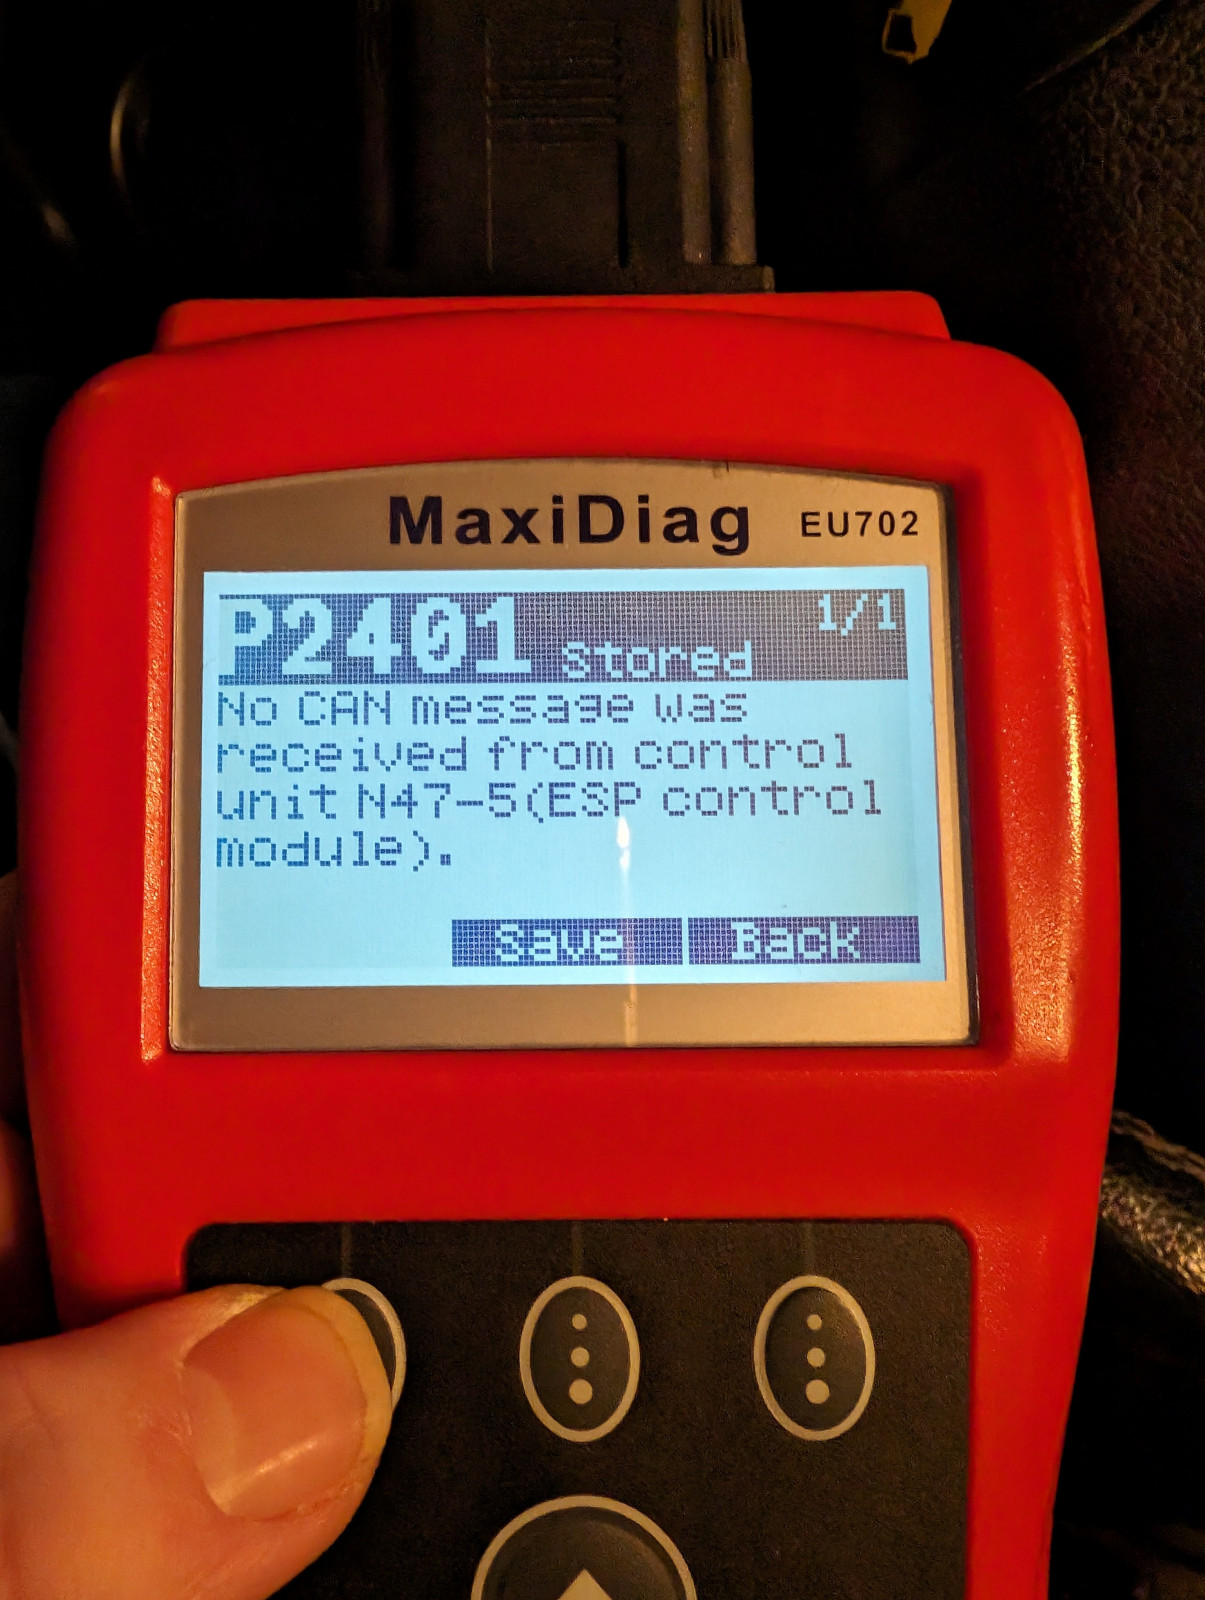 MaxiDiag EU702
P2401 Stored 1/1
No CAN message was
received from control
unit N47-5(ESP control
module).
Save Back